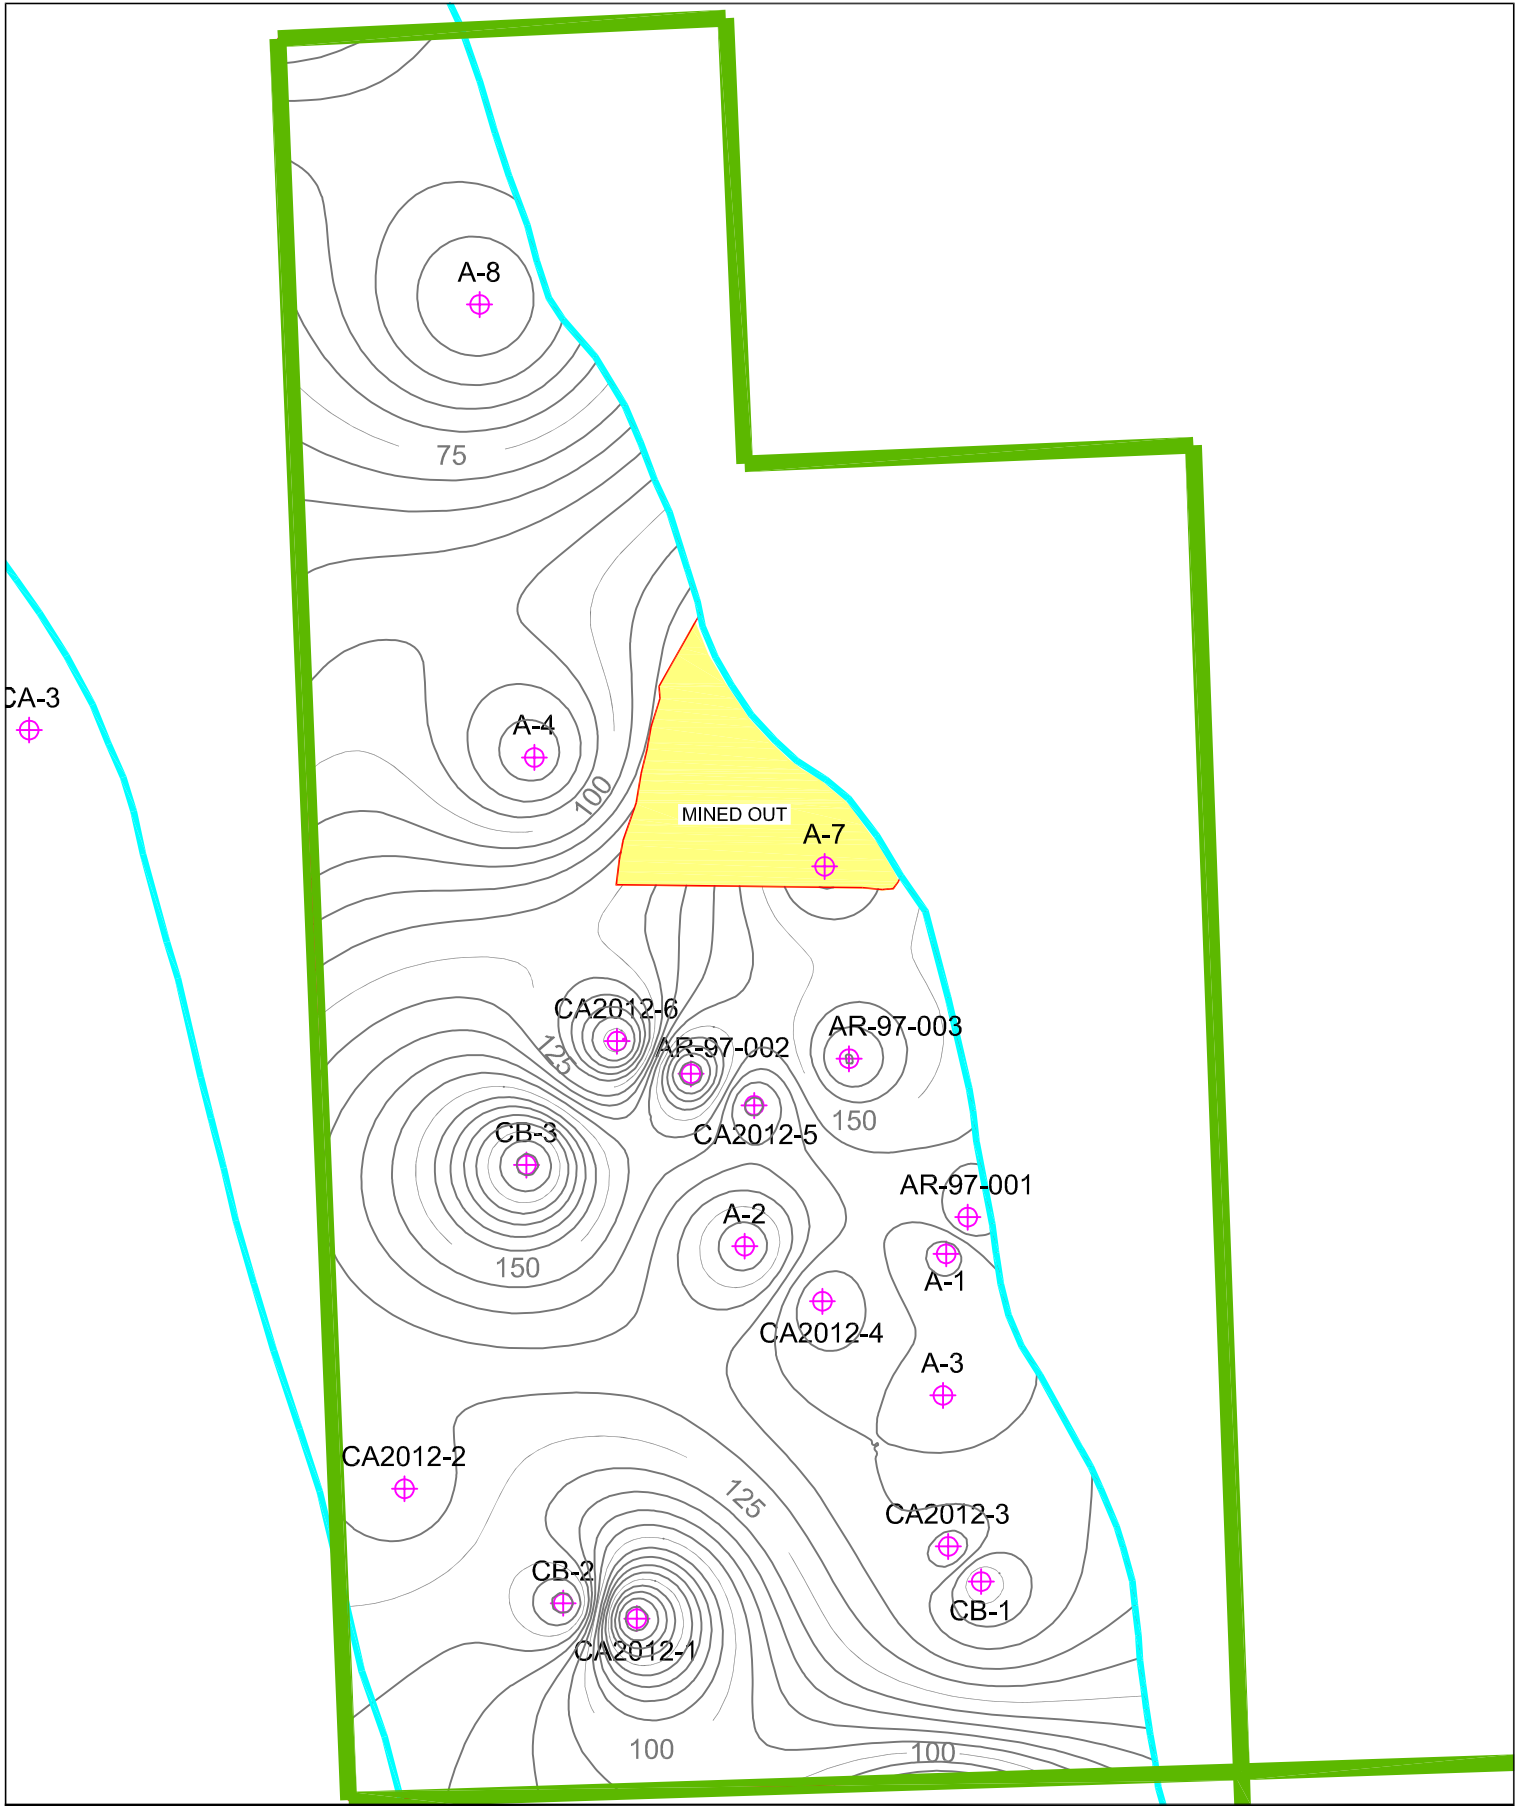 A-8
75
CA-3
A-4
100
MINED OUT
A-7
CA2012-6
AR-97-003
125
AR-97-002
150
CB-3
CA2012-5
AR-97-001
A-2
150
A-1
CA2012-4
A-3
CA2012-2
125
CA2012-3
CB-2
CB-1
CA2012-1
100
100